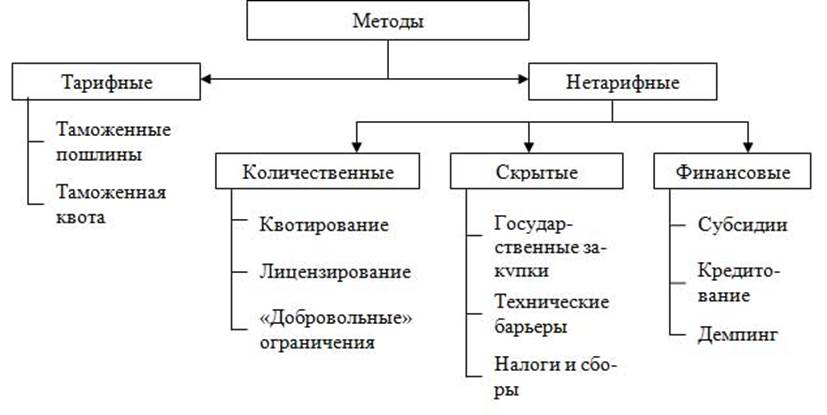 Методы
Тарифные
Нетарифные
Таможенные
пошлины
Таможенная
квота
Количественные
Скрытые
Финансовые
Квотирование
Лицензирование
«Добровольные»
ограничения
Государ-
ственные за-
купки
Технические
барьеры
Налоги и сбо-
ры
Субсидии
Кредито-
вание
Демпинг